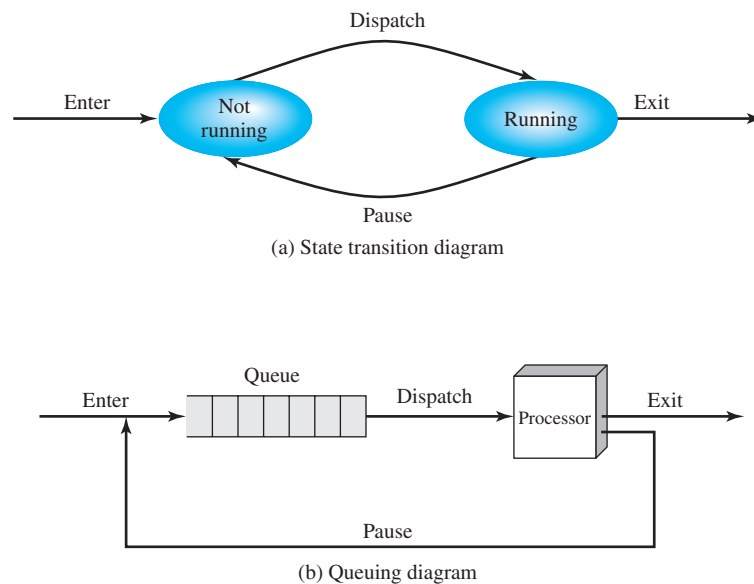 Dispatch
Enter
Not
running
Running
Exit
Pause
(a) State transition diagram
Queue
Enter
Dispatch
Processor
Exit
Pause
(b) Queuing diagram